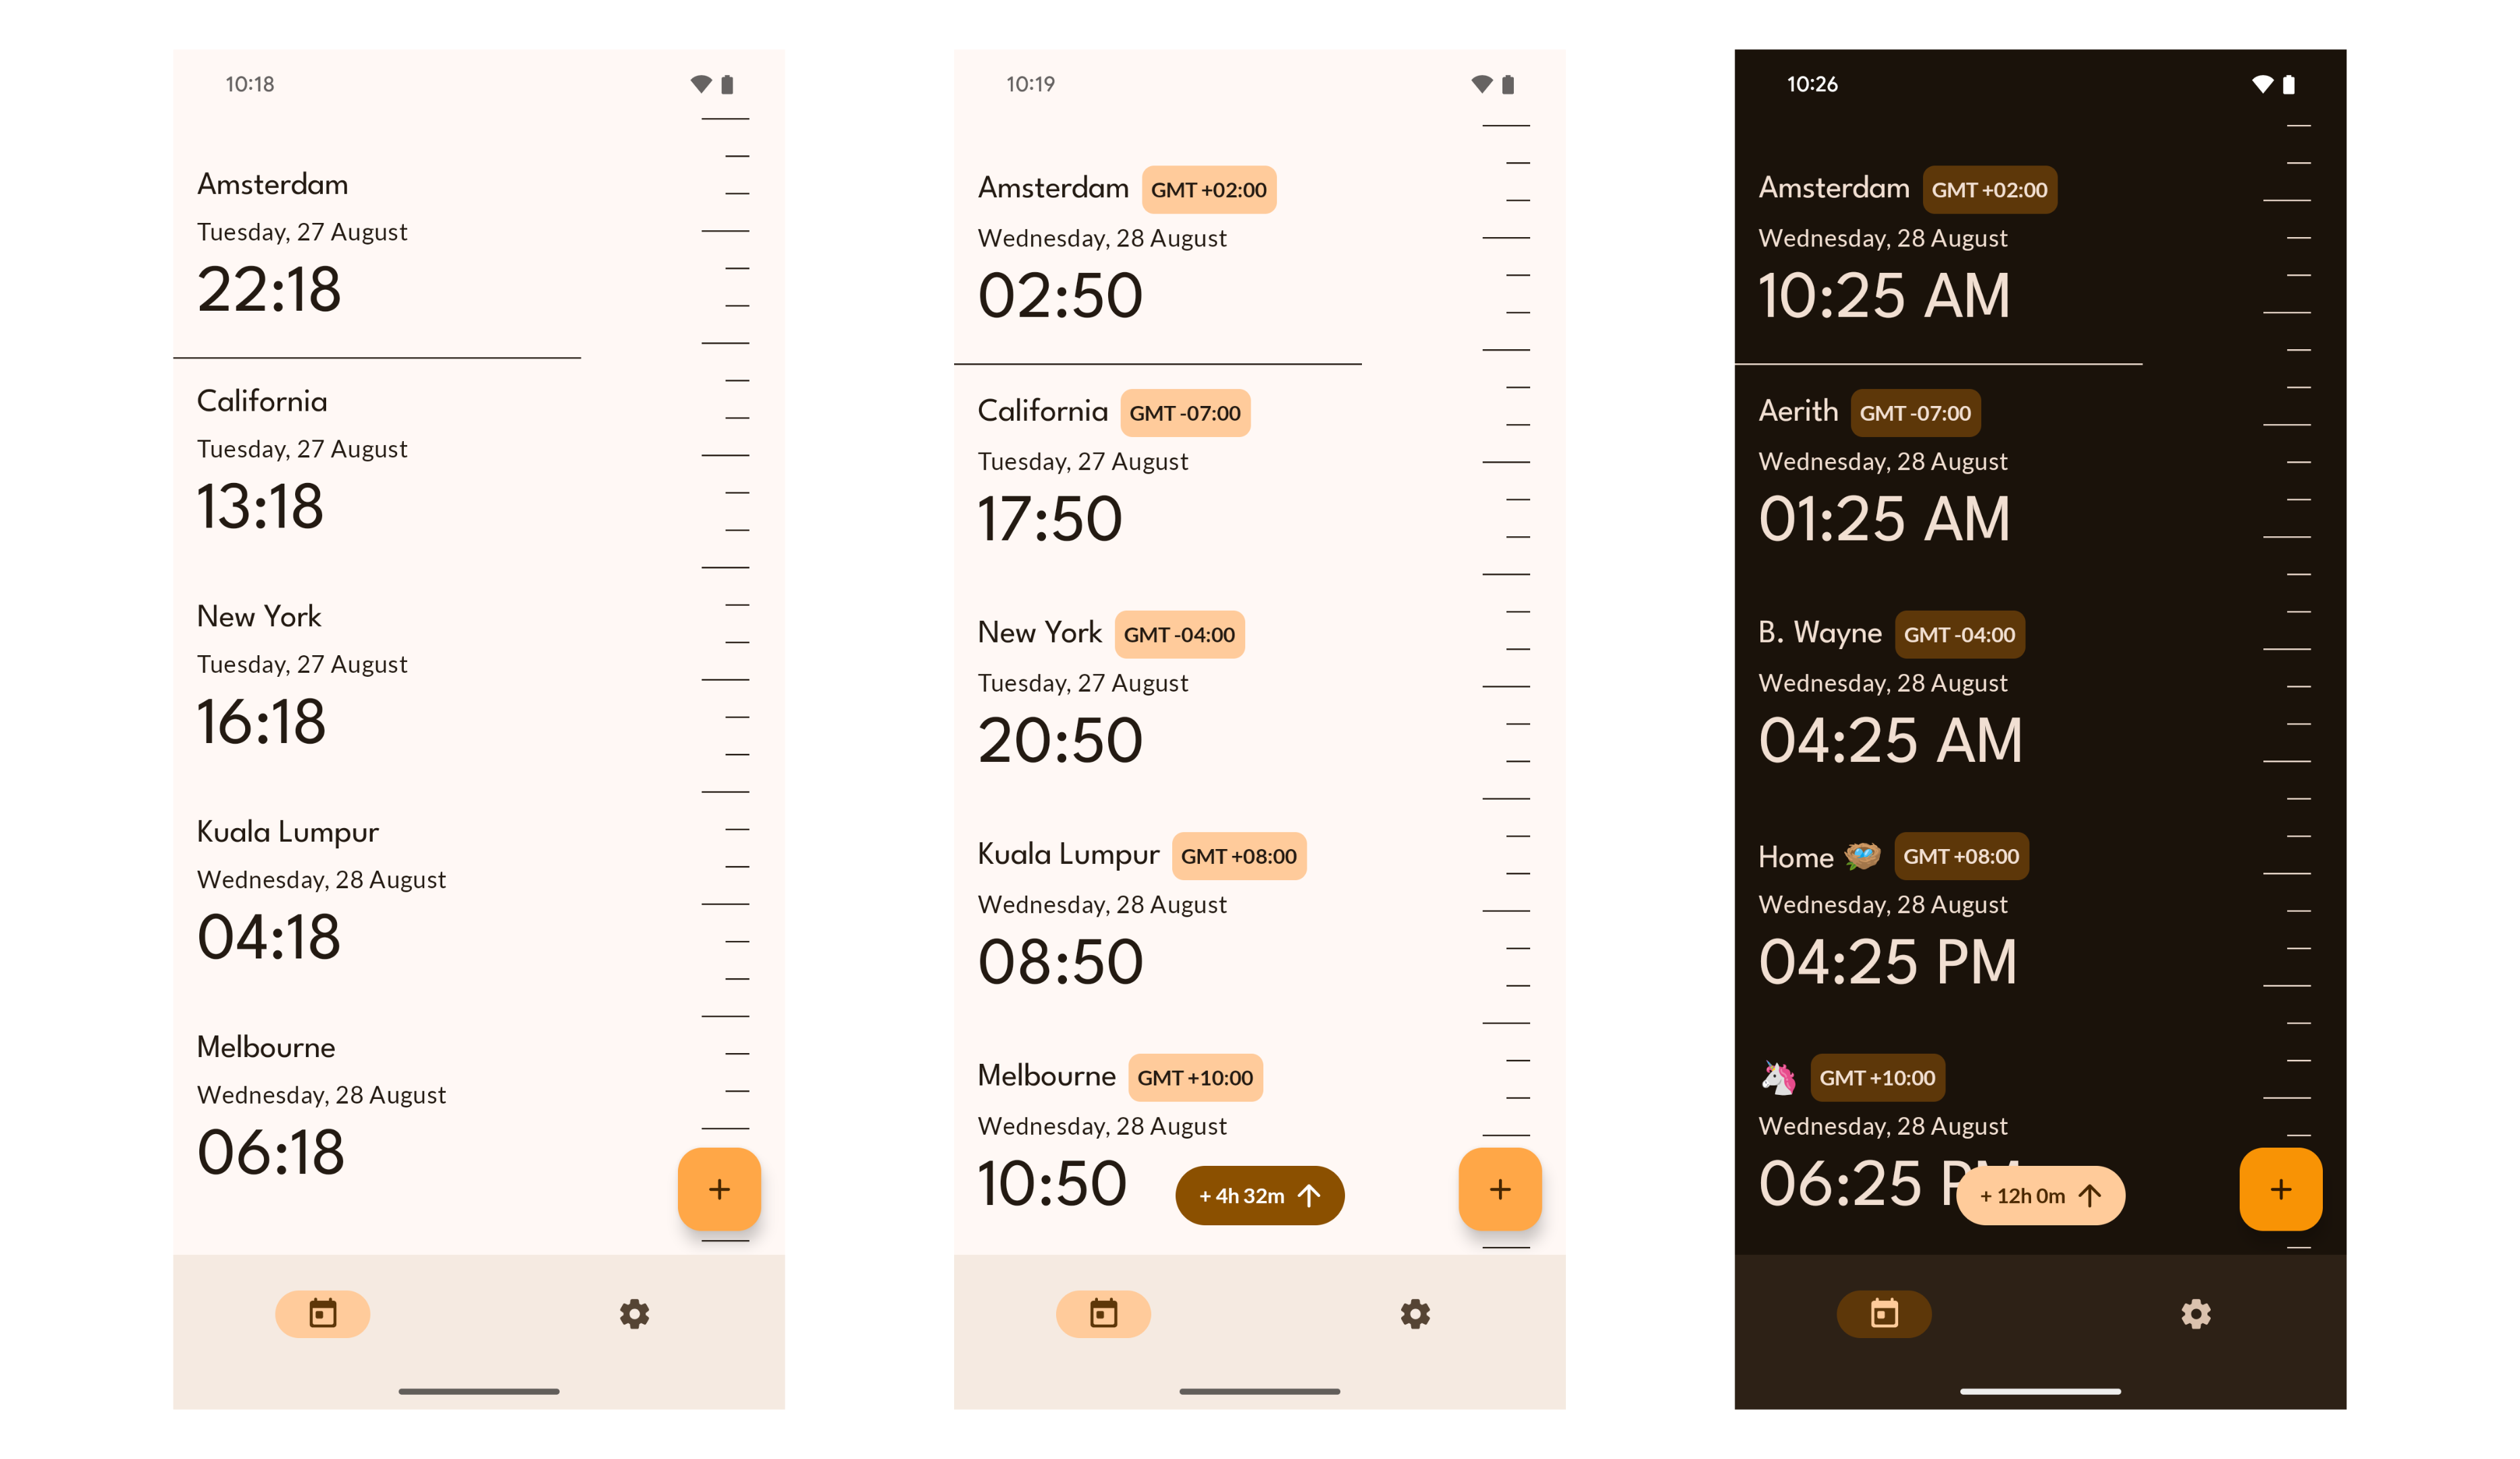 10:18
Amsterdam
Tuesday, 27 August
22:18
California
Tuesday, 27 August
13:18
New York
Tuesday, 27 August
16:18
Kuala Lumpur
Wednesday, 28 August
04:18
Melbourne
Wednesday, 28 August
06:18
10:19
Amsterdam GMT +02:00
Wednesday, 28 August
02:50
California GMT -07:00
Tuesday, 27 August
17:50
New York GMT -04:00
Tuesday, 27 August
20:50
Kuala Lumpur GMT +08:00
Wednesday, 28 August
08:50
Melbourne GMT +10:00
Wednesday, 28 August
10:50
+ 4h 32m
10:26
Amsterdam GMT +02:00
Wednesday, 28 August
10:25 AM
Aerith GMT -07:00
Wednesday, 28 August
01:25 AM
B. Wayne GMT -04:00
Wednesday, 28 August
04:25 AM
Home GMT +08:00
Wednesday, 28 August
04:25 PM
GMT +10:00
Wednesday, 28 August
06:25 PM
+ 12h 0m